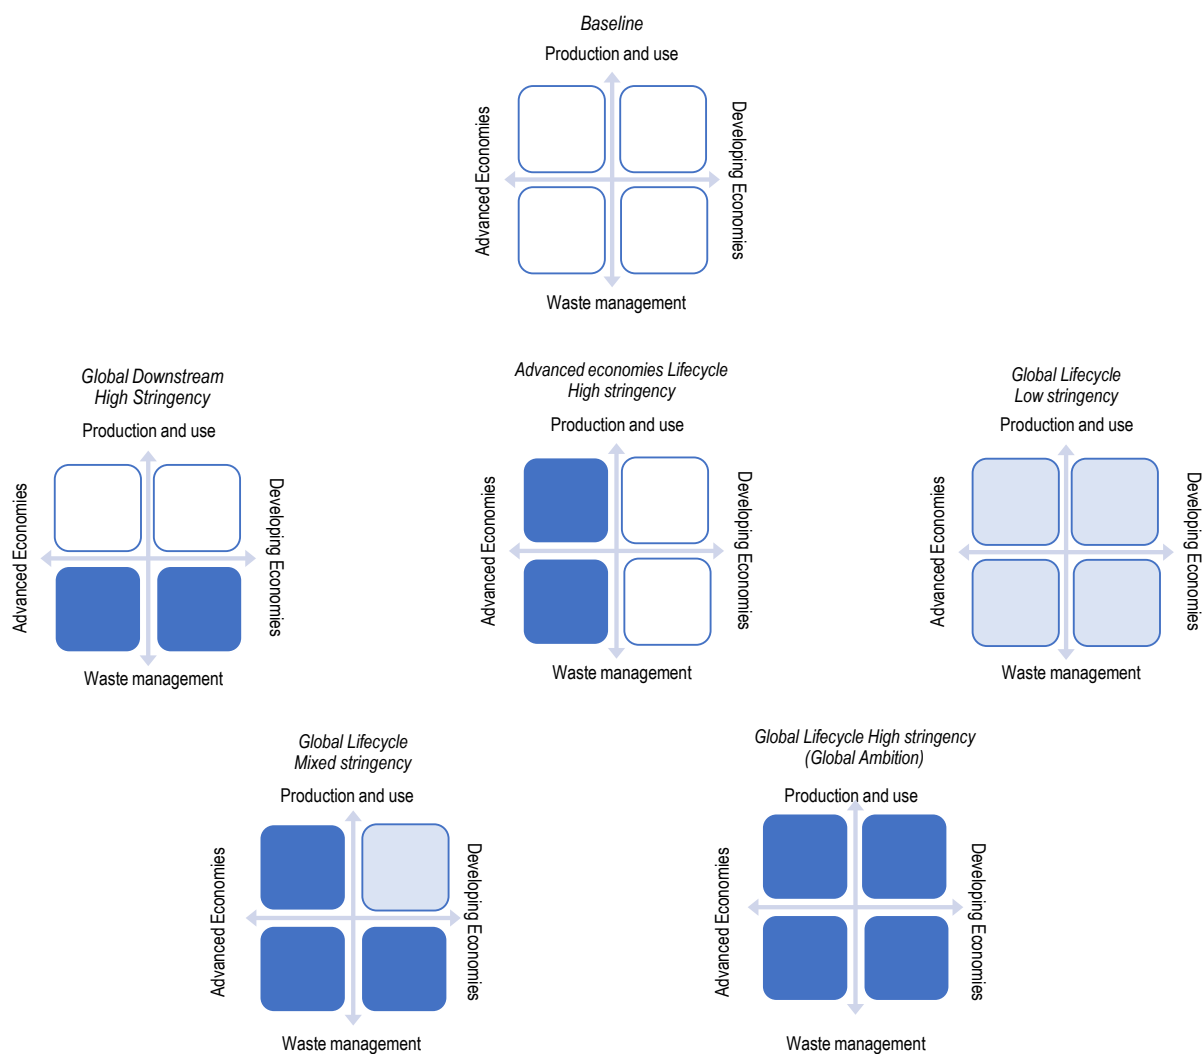 Baseline
Production and use
Advanced Economies
Developing Economies
Waste management
Global Downstream
High Stringency
Production and use
Advanced Economies
Developing Economies
Waste management
Advanced economies Lifecycle
High stringency
Production and use
Advanced Economies
Developing Economies
Waste management
Global Lifecycle
Low stringency
Production and use
Advanced Economies
Developing Economies
Waste management
Global Lifecycle
Mixed stringency
Production and use
Advanced Economies
Developing Economies
Waste management
Global Lifecycle High stringency
(Global Ambition)
Production and use
Advanced Economies
Developing Economies
Waste management